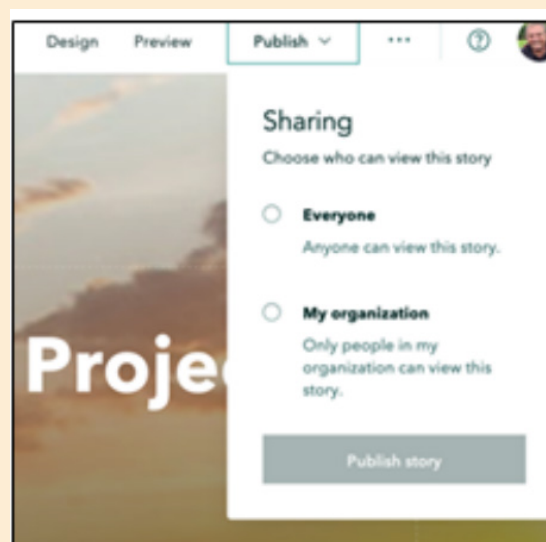 Design Preview Publish ...
Sharing
Choose who can view this story
Everyone
Anyone can view this story.
My organization
Only people in my
organization can view this
story.
Projec
Publish story